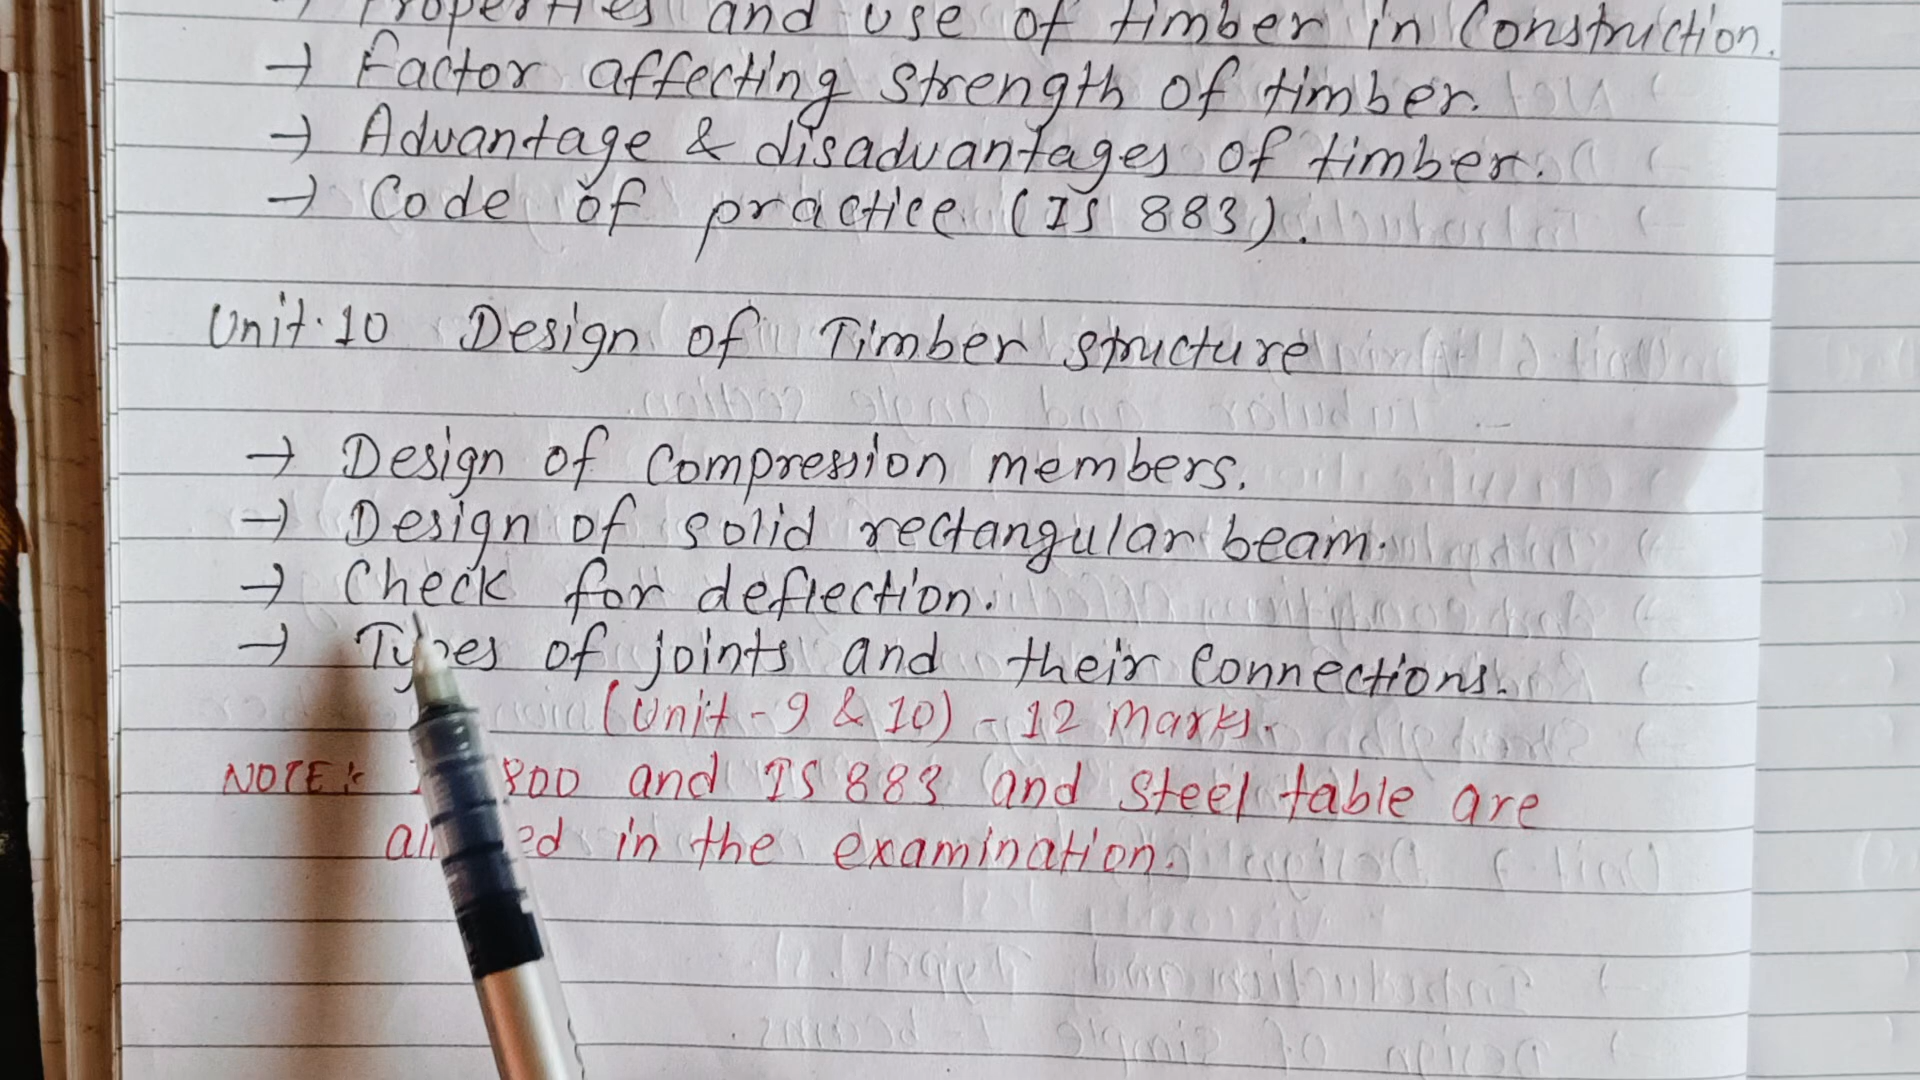 → Properties and use of timber in Construction.
→ Factor affecting strength of timber.
→ Advantage & disadvantages of timber.
→ Code of practice (IS 883).
Unit-10 Design of Timber structure
→ Design of compression members.
→ Design of solid rectangular beam.
→ Check for deflection.
→ Types of joints and their connections.
(Unit-9 & 10) - 12 Marks.
NOTE:- 800 and IS 883 and Steel table are
in the examination.